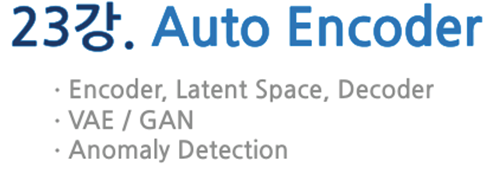 23강. Auto Encoder
· Encoder, Latent Space, Decoder
· VAE / GAN
· Anomaly Detection